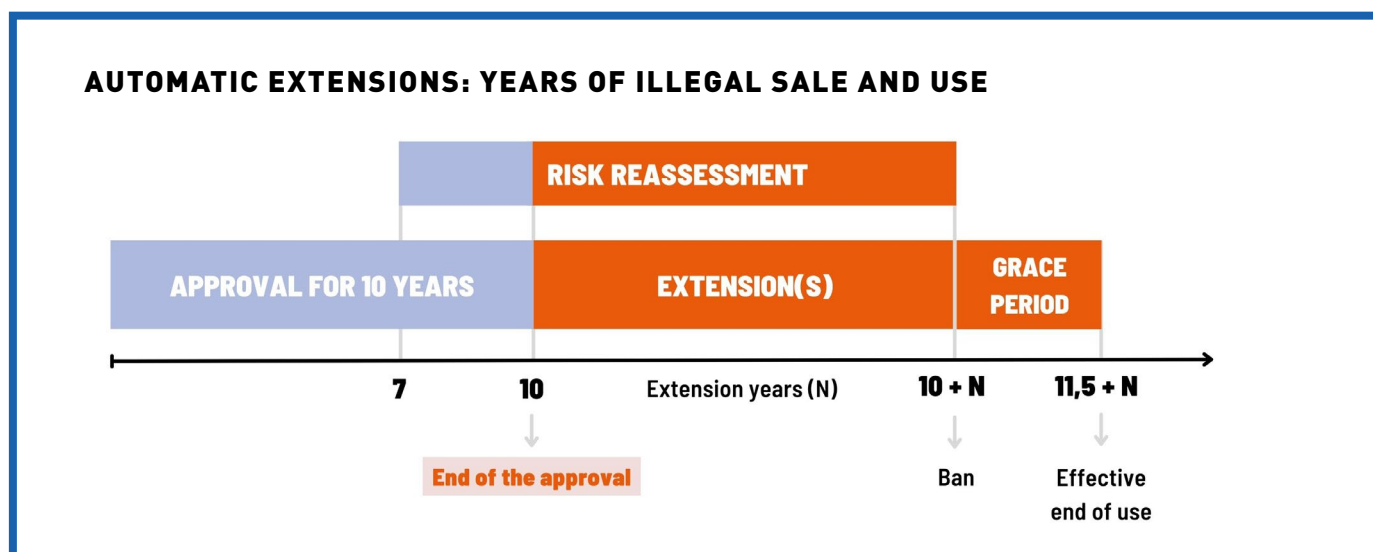 AUTOMATIC EXTENSIONS: YEARS OF ILLEGAL SALE AND USE
RISK REASSESSMENT
APPROVAL FOR 10 YEARS
EXTENSION(S)
GRACE
PERIOD
7
10
Extension years (N)
10 + N
11,5 + N
End of the approval
Ban
Effective
end of use